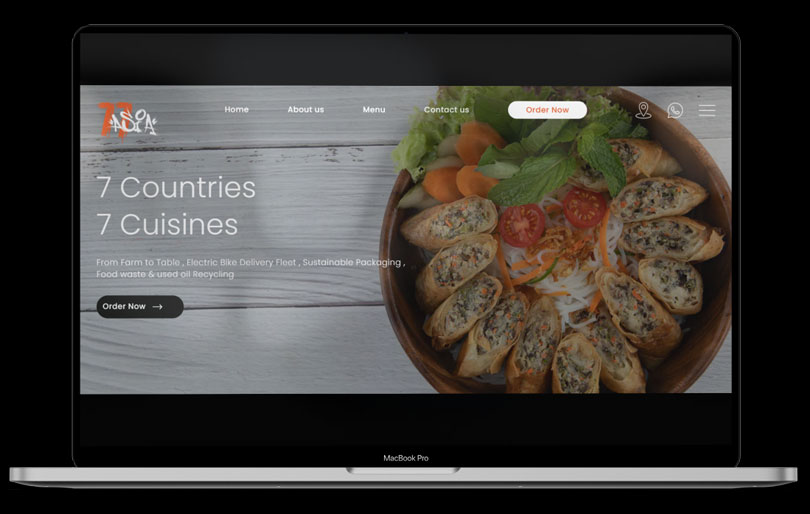 77 ASIA
Home
About us
Menu
Contact us
Order Now
7 Countries
7 Cuisines
From Farm to Table , Electric Bike Delivery Fleet , Sustainable Packaging ,
Food waste & used oil Recycling
Order Now
MacBook Pro